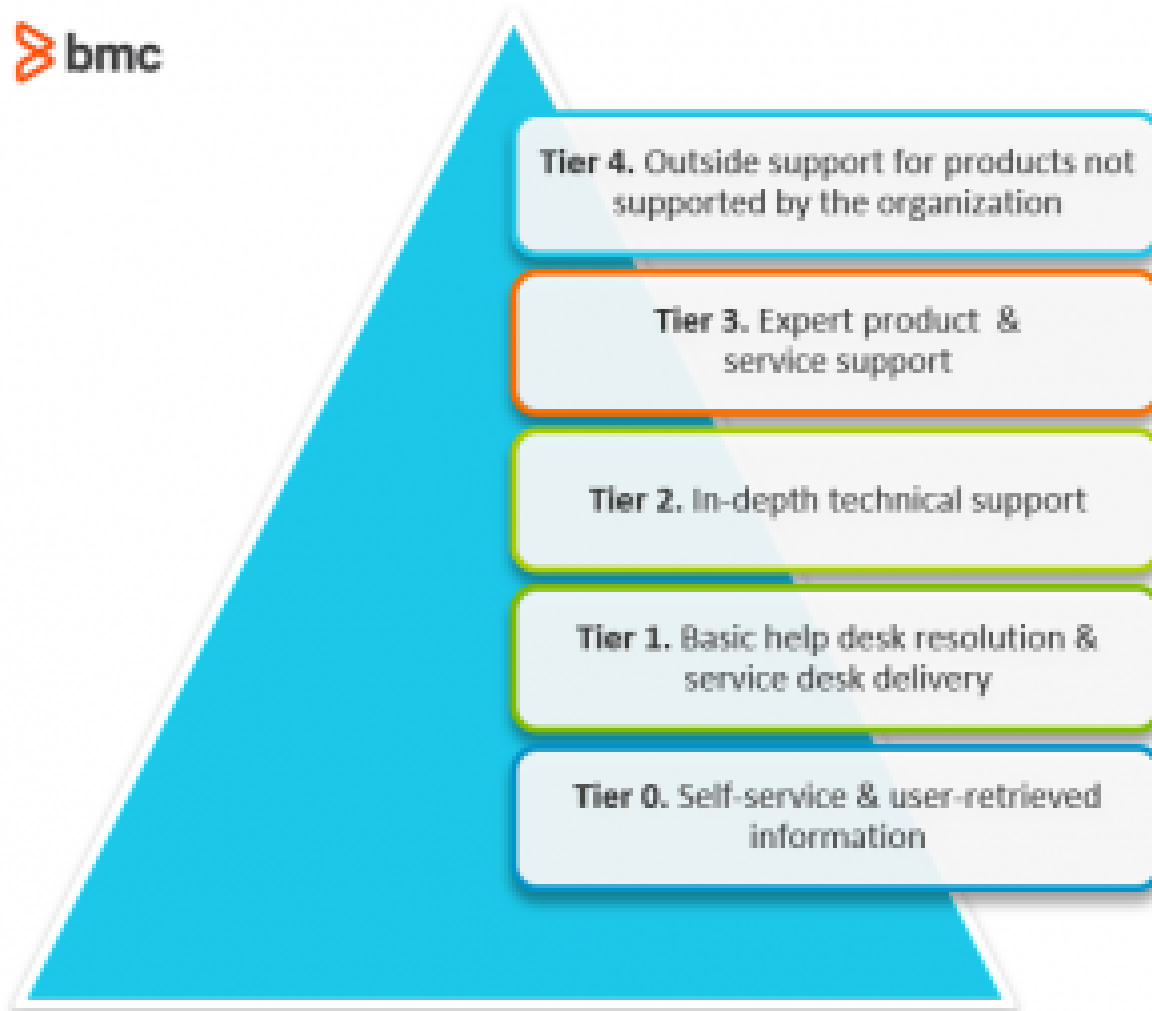 bmc
Tier 4. Outside support for products not
supported by the organization
Tier 3. Expert product &
service support
Tier 2. In-depth technical support
Tier 1. Basic help desk resolution &
service desk delivery
Tier 0. Self-service & user-retrieved
information